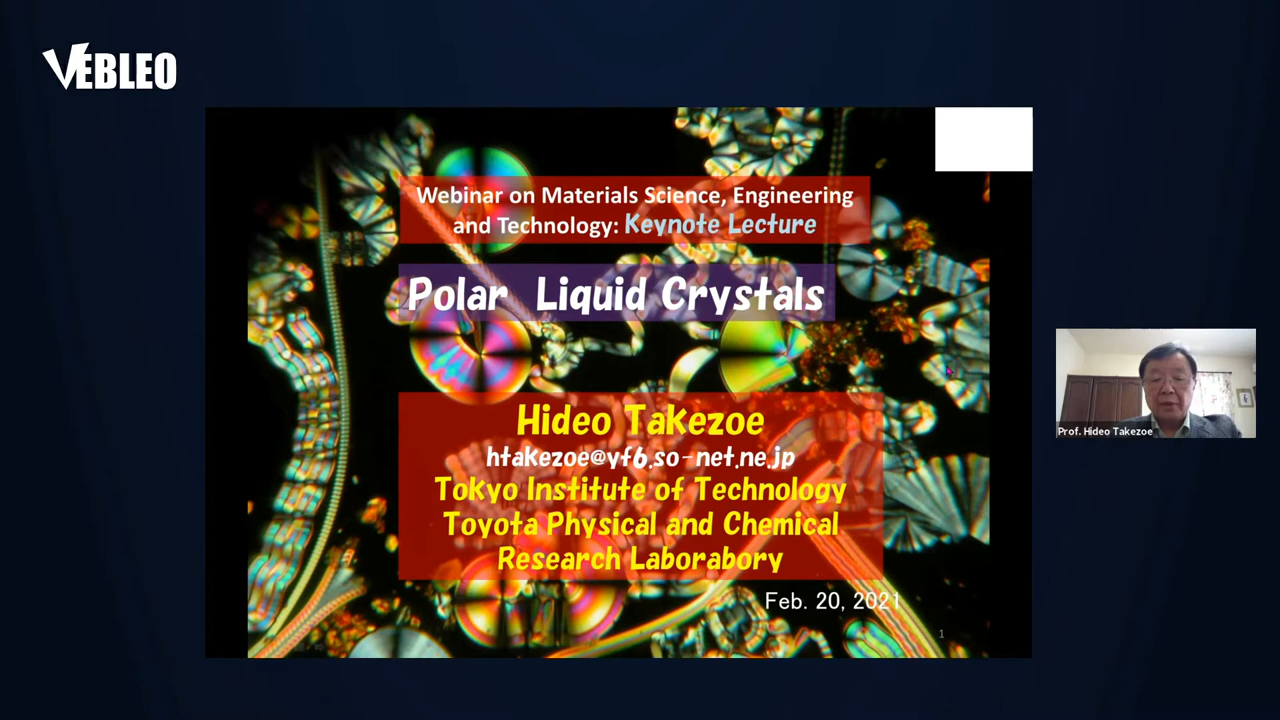 VEBLEO
Webinar on Materials Science, Engineering
and Technology: Keynote Lecture
Polar Liquid Crystals
Hideo Takezoe
htakezoe@yf6.so-net.ne.jp
Tokyo Institute of Technology
Toyota Physical and Chemical
Research Laborabory
Feb. 20, 2021
1
Prof. Hideo Takezoe